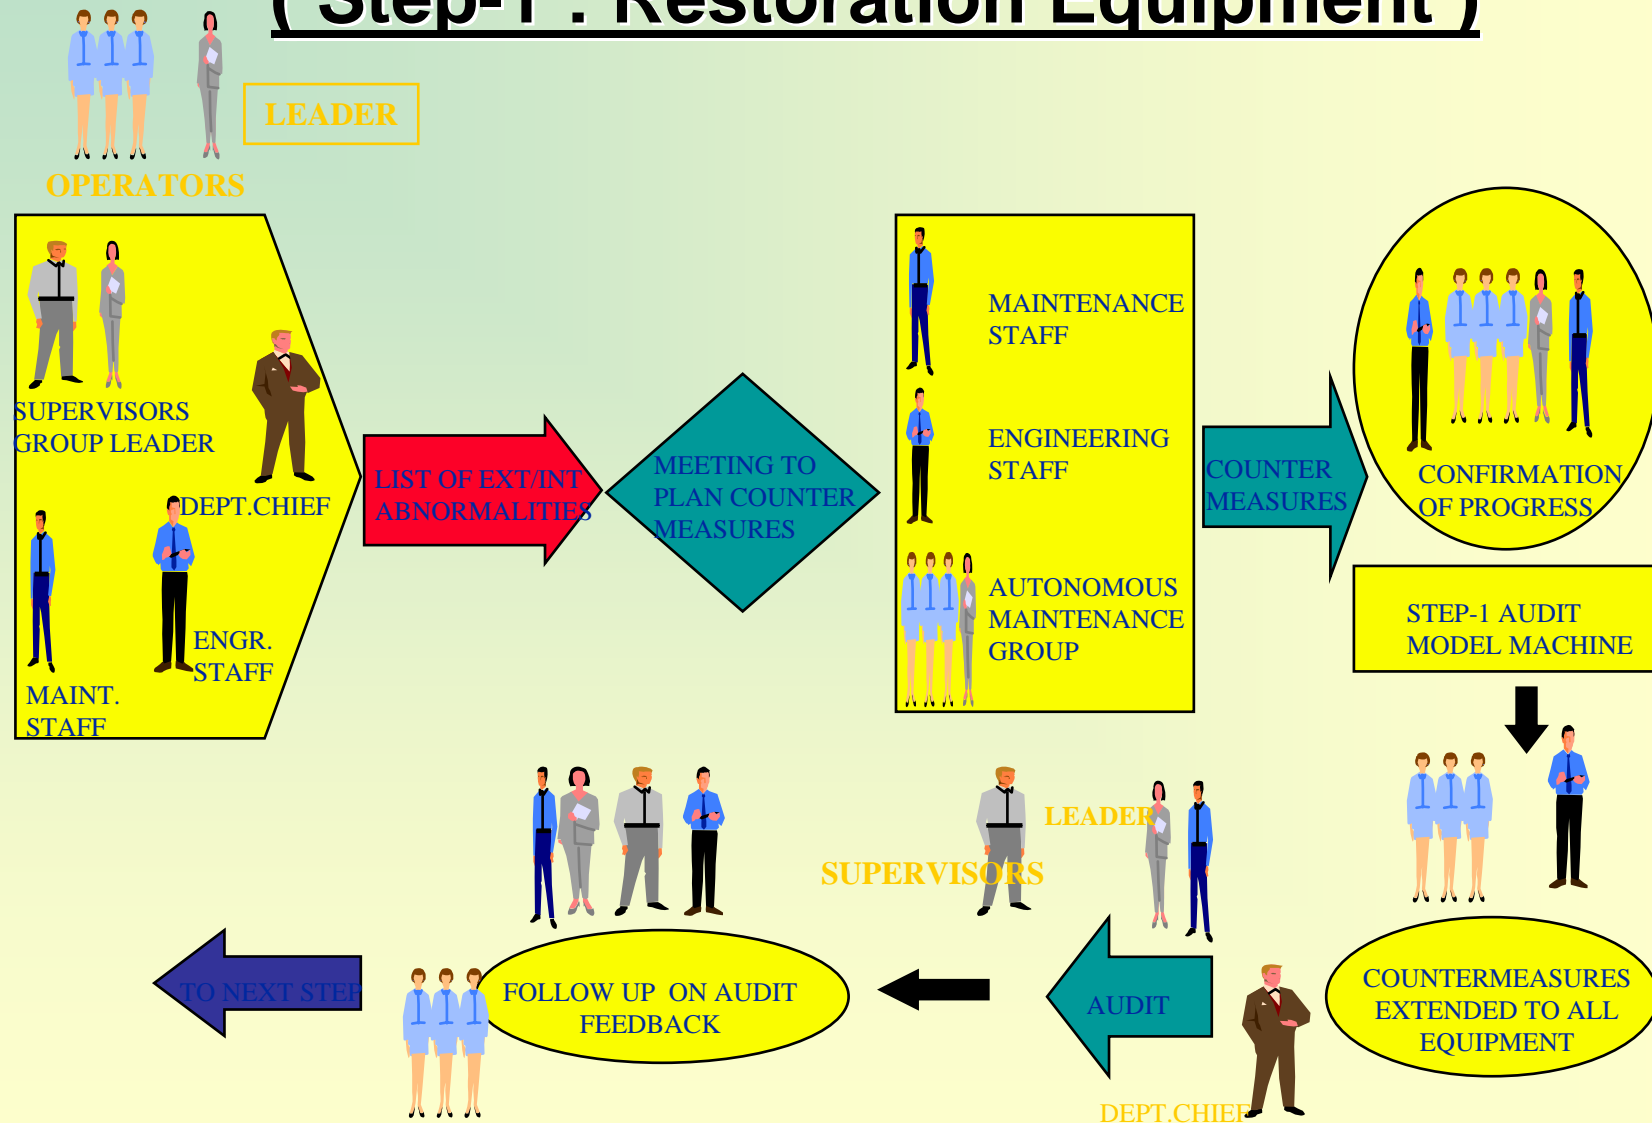 ( Step-1 : Restoration Equipment )
LEADER
OPERATORS
SUPERVISORS
GROUP LEADER
DEPT.CHIEF
ENGR.
STAFF
MAINT.
STAFF
LIST OF EXT/INT
ABNORMALITIES
MEETING TO
PLAN COUNTER
MEASURES
MAINTENANCE
STAFF
ENGINEERING
STAFF
AUTONOMOUS
MAINTENANCE
GROUP
COUNTER
MEASURES
CONFIRMATION
OF PROGRESS
STEP-1 AUDIT
MODEL MACHINE
COUNTERMEASURES
EXTENDED TO ALL
EQUIPMENT
LEADER
SUPERVISORS
AUDIT
DEPT.CHIEF
FOLLOW UP ON AUDIT
FEEDBACK
TO NEXT STEP